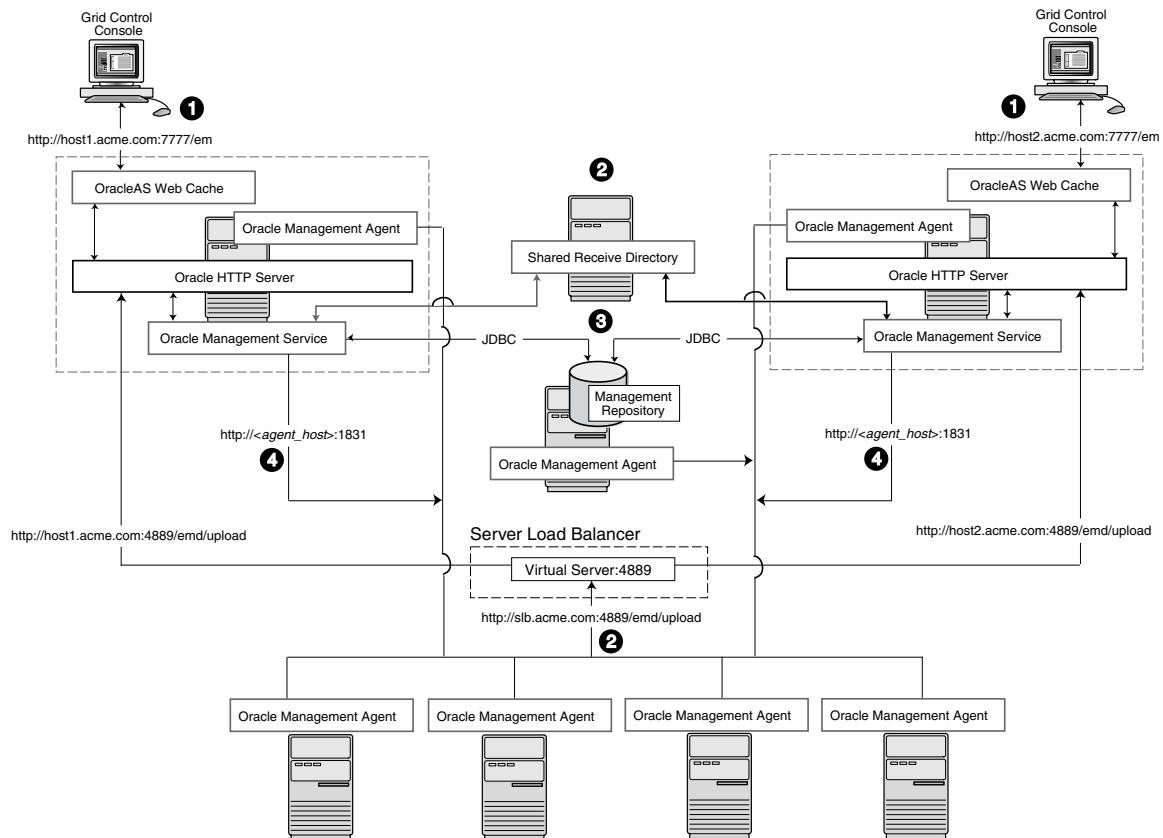 Grid Control
Console
Grid Control
Console
1
1
http://host1.acme.com:7777/em
http://host2.acme.com:7777/em
OracleAS Web Cache
OracleAS Web Cache
2
Oracle Management Agent
Oracle Management Agent
Shared Receive Directory
Oracle HTTP Server
Oracle HTTP Server
3
Oracle Management Service
Oracle Management Service
JDBC
JDBC
Management
Repository
http://<agent_host>:1831
http://<agent_host>:1831
4
4
Oracle Management Agent
http://host1.acme.com:4889/emd/upload
http://host2.acme.com:4889/emd/upload
Server Load Balancer
Virtual Server:4889
http://slb.acme.com:4889/emd/upload
2
Oracle Management Agent
Oracle Management Agent
Oracle Management Agent
Oracle Management Agent